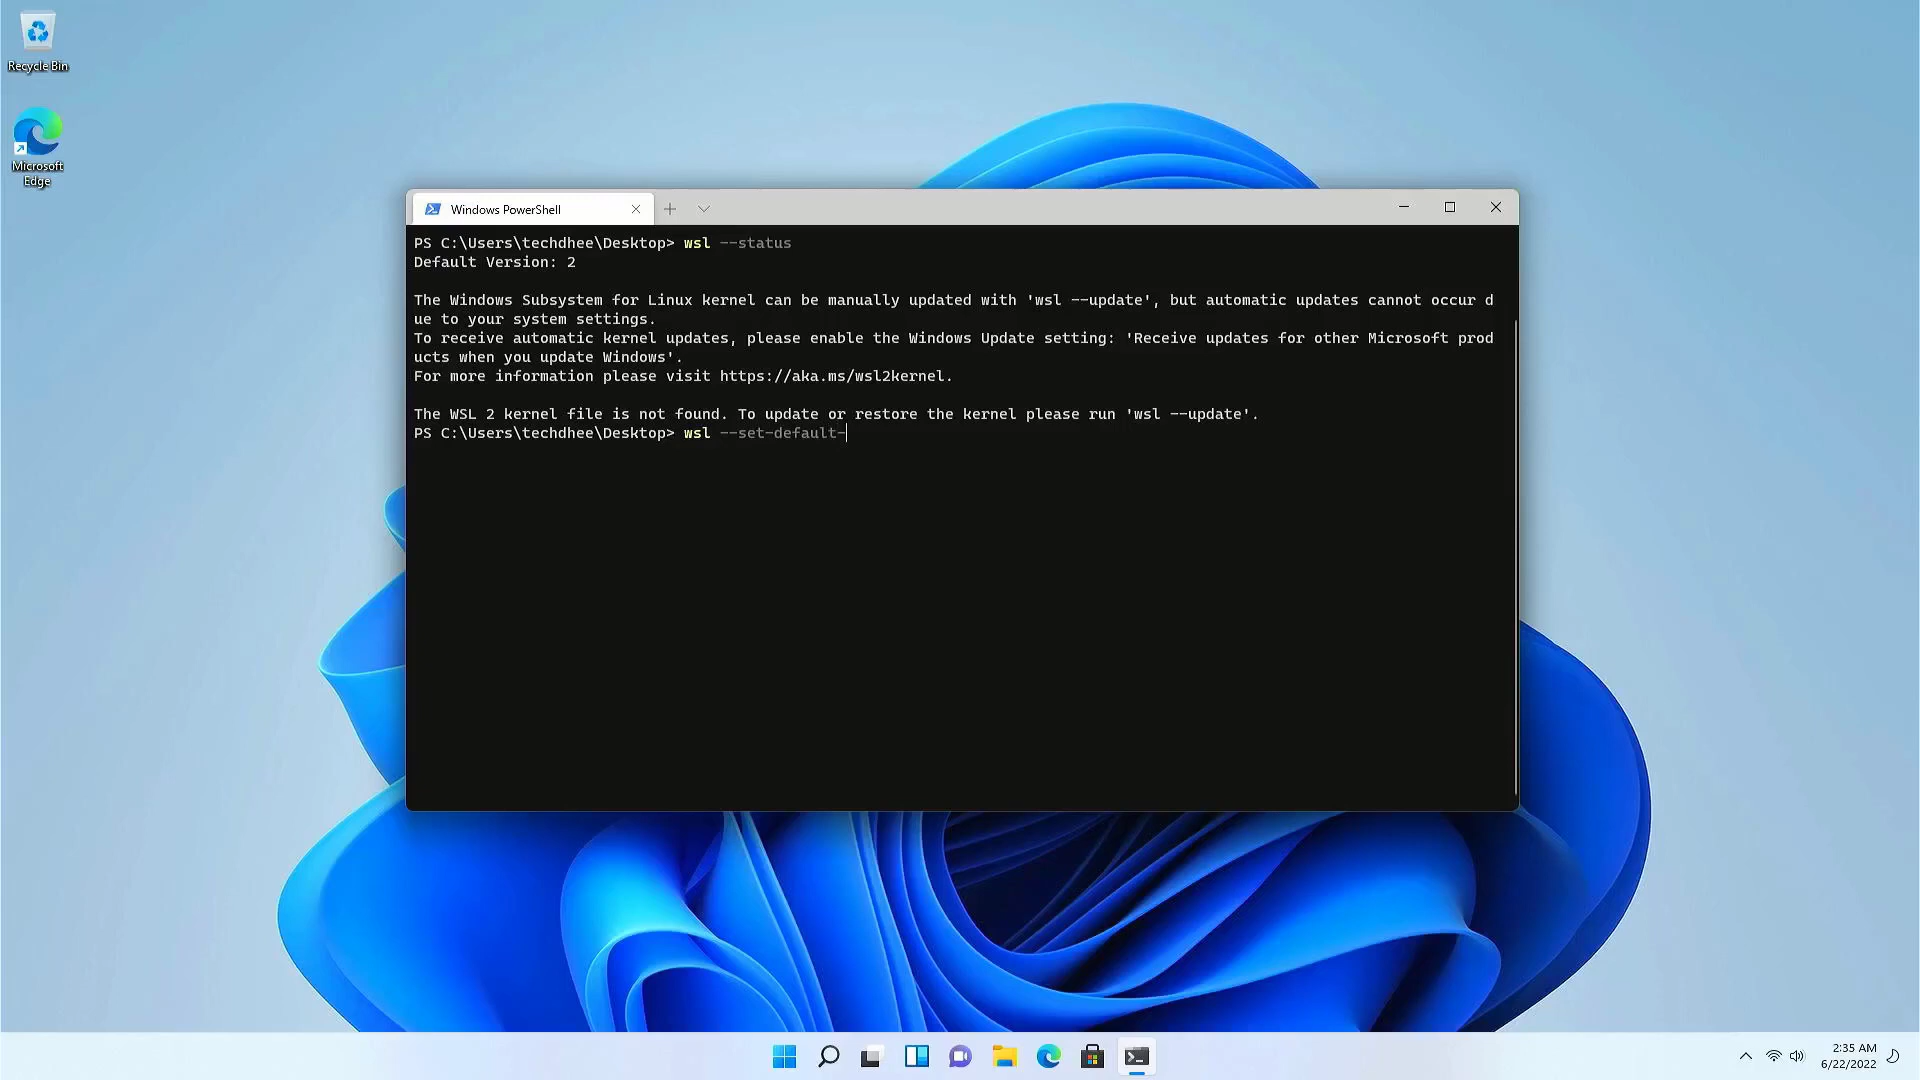 Recycle Bin
Microsoft
Edge
Windows PowerShell
PS C:\Users\techdhee\Desktop> wsl --status
Default Version: 2
The Windows Subsystem for Linux kernel can be manually updated with 'wsl --update', but automatic updates cannot occur d
ue to your system settings.
To receive automatic kernel updates, please enable the Windows Update setting: 'Receive updates for other Microsoft prod
ucts when you update Windows'.
For more information please visit https://aka.ms/wsl2kernel.
The WSL 2 kernel file is not found. To update or restore the kernel please run 'wsl --update'.
PS C:\Users\techdhee\Desktop> wsl --set-default-
2:35 AM
6/22/2022